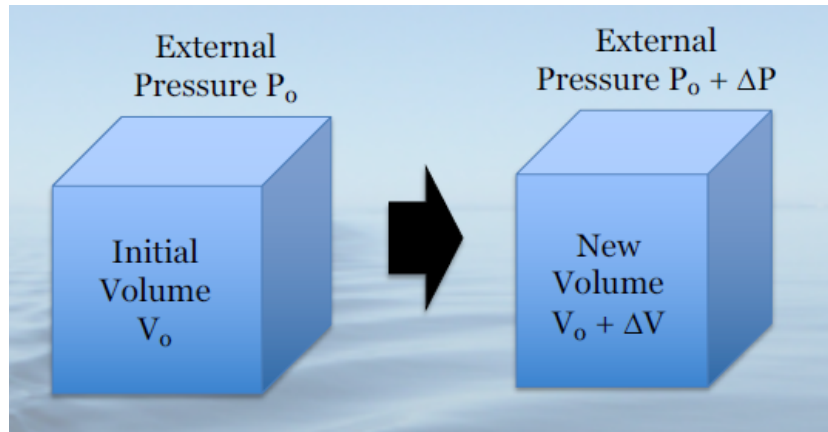 External
Pressure Pₒ
External
Pressure Pₒ + ΔP
Initial
Volume
Vₒ
New
Volume
Vₒ + ΔV